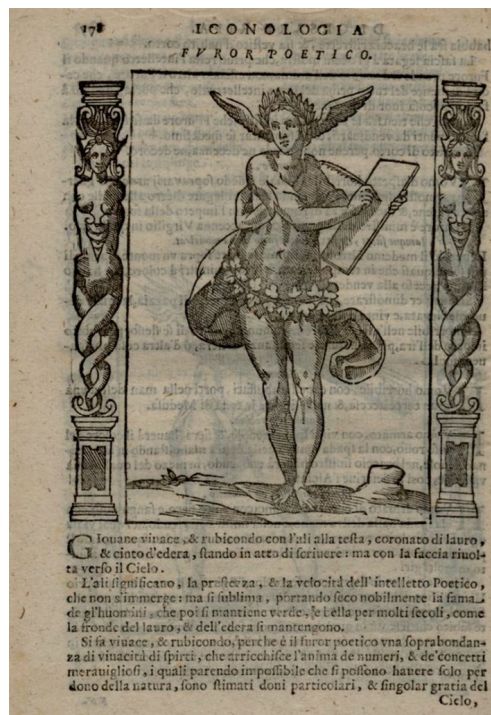 178
ICONOLOGIA
FVROR POETICO.
Giouane viuace, & rubicondo con l'ali alla testa, coronato di lauro,
& cinto d'edera, stando in atto di scriuere: ma con la faccia riuol-
ta verso il Cielo.
L'ali significano, la prestezza, & la velocità dell'intelletto Poetico,
che non s'immerge: ma si sublima, portando seco nobilmente la fama
de gl'huomini, che poi si mantiene verde, e bella per molti secoli, come
la fronde del lauro, & dell'edera si mantengono.
Si fa viuace, & rubicondo, perche è il furor poetico vna soprabondan-
za di viuacità di spirti, che arricchisce l'anima de numeri, & de'concetti
merauigliosi, i quali parendo impossibile che si possono hauere solo per
dono della natura, sono stimati doni particolari, & singolar gratia del
Cielo,